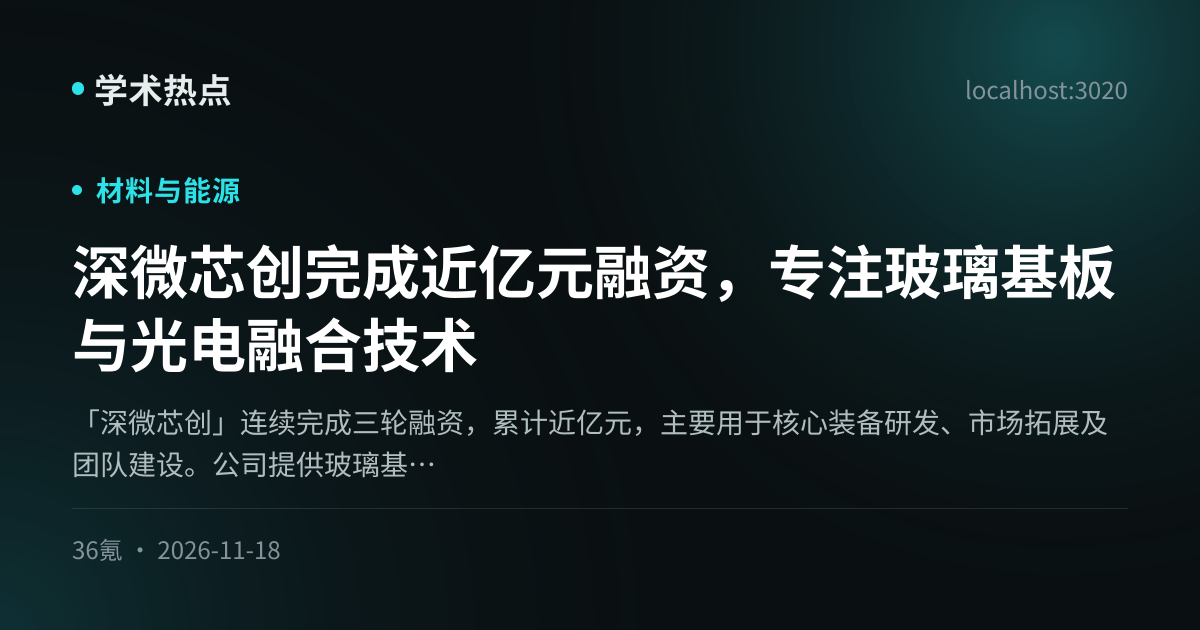 学术热点
localhost:3020
材料与能源
深微芯创完成近亿元融资，专注玻璃基板
与光电融合技术
「深微芯创」连续完成三轮融资，累计近亿元，主要用于核心装备研发、市场拓展及
团队建设。公司提供玻璃基…
36氪 · 2026-11-18